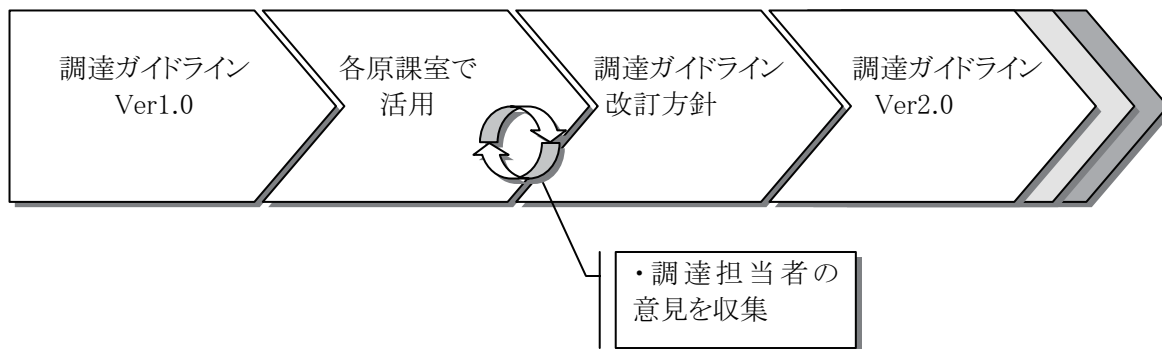 調達ガイドライン
Ver1.0
各原課室で
活用
調達ガイドライン
改訂方針
調達ガイドライン
Ver2.0
・調達担当者の
意見を収集